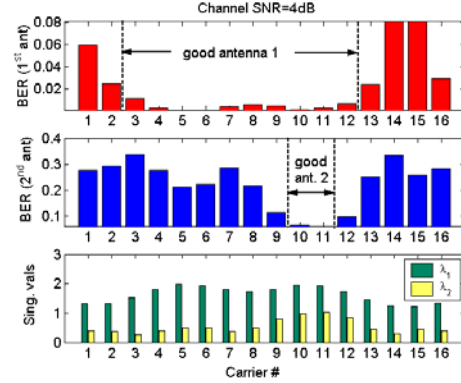 Channel SNR=4dB
BER (1st ant)
0.08
0.06
0.04
0.02
0
good antenna 1
1 2 3 4 5 6 7 8 9 10 11 12 13 14 15 16
BER (2nd ant)
0.4
0.3
0.2
0.1
good
ant. 2
1 2 3 4 5 6 7 8 9 10 11 12 13 14 15 16
Sing. vals
3
2
1
0
λ1
λ2
1 2 3 4 5 6 7 8 9 10 11 12 13 14 15 16
Carrier #